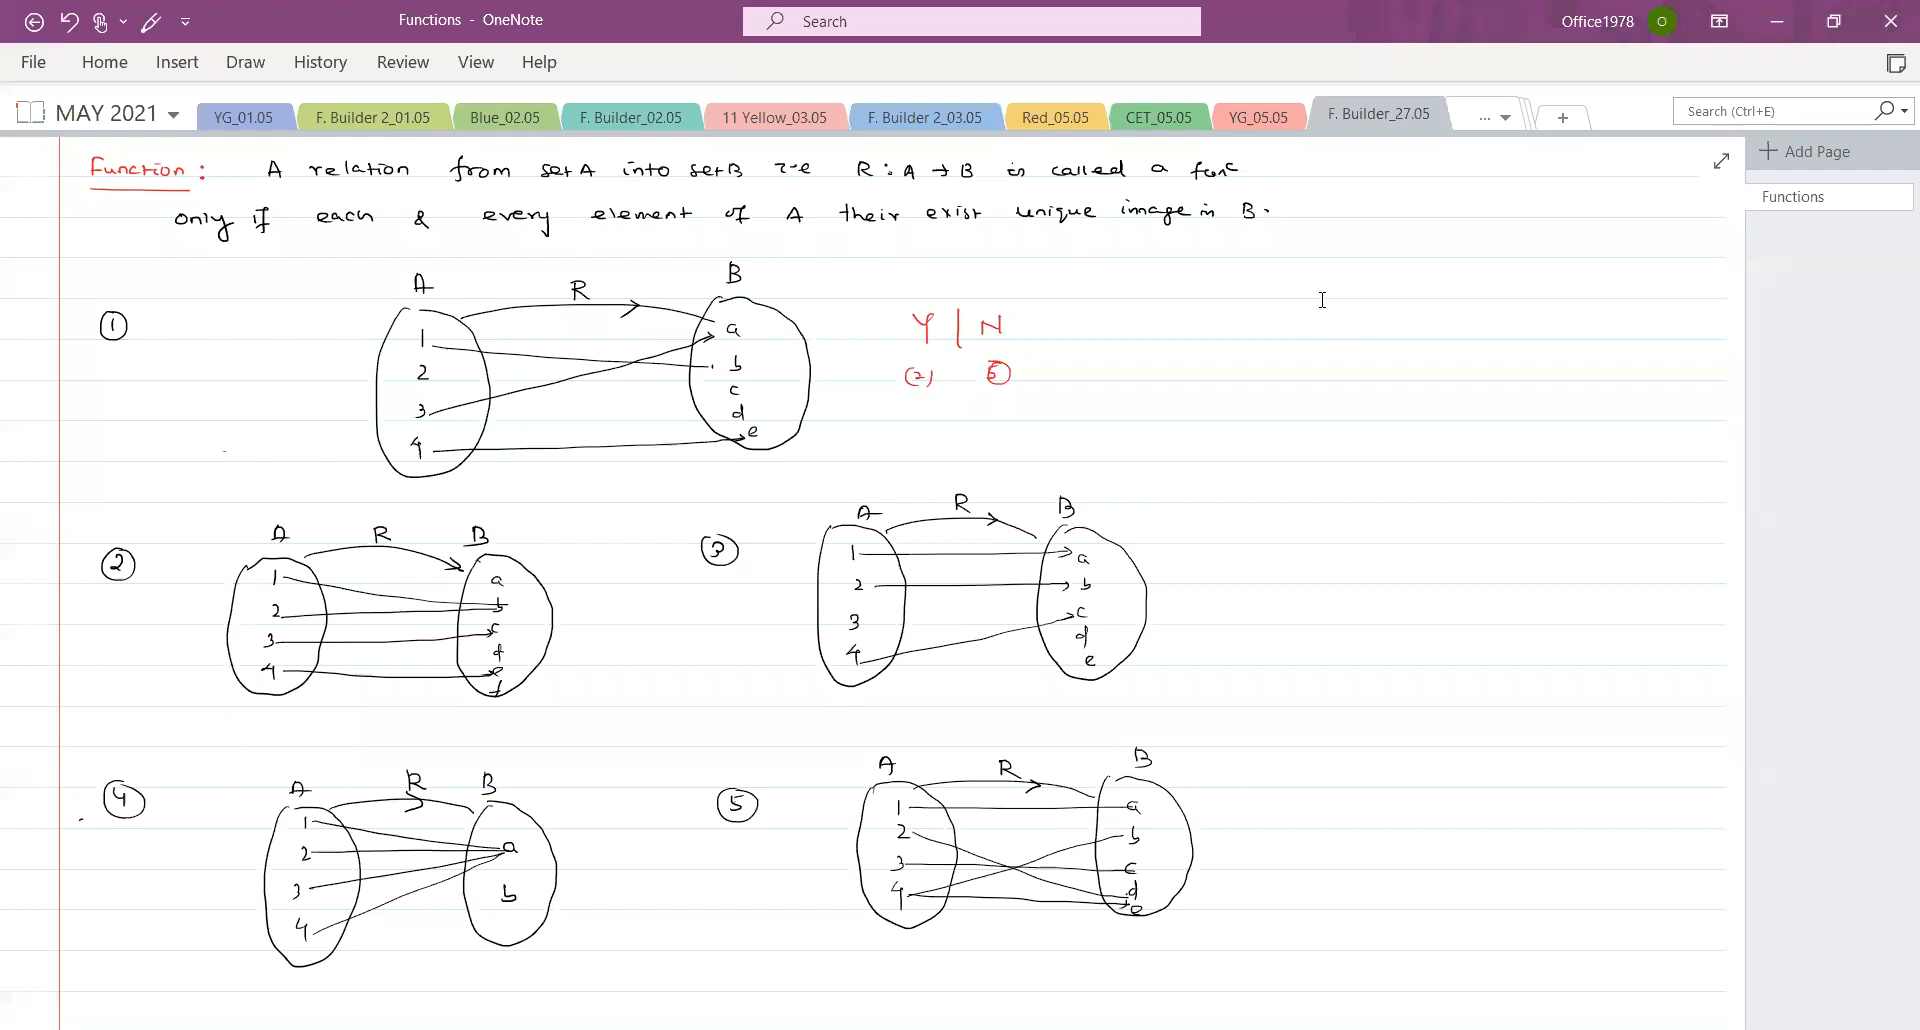 Functions - OneNote
Search
Office1978
O
File Home Insert Draw History Review View Help
MAY 2021
YG_01.05 F. Builder 2_01.05 Blue_02.05 F. Builder_02.05 11 Yellow_03.05 F. Builder 2_03.05 Red_05.05 CET_05.05 YG_05.05 F. Builder_27.05 ...
Search (Ctrl+E)
Add Page
Functions
Function : A relation from set A into set B i.e R : A → B is called a func
only if each & every element of A their exist unique image in B.
① A R B
1 2 3 4
a b c d e
Y | N
(2) ⑤
② A R B
1 2 3 4
a b c d e f
③ A R B
1 2 3 4
a b c d e
④ A R B
1 2 3 4
a b
⑤ A R B
1 2 3 4
a b c d e